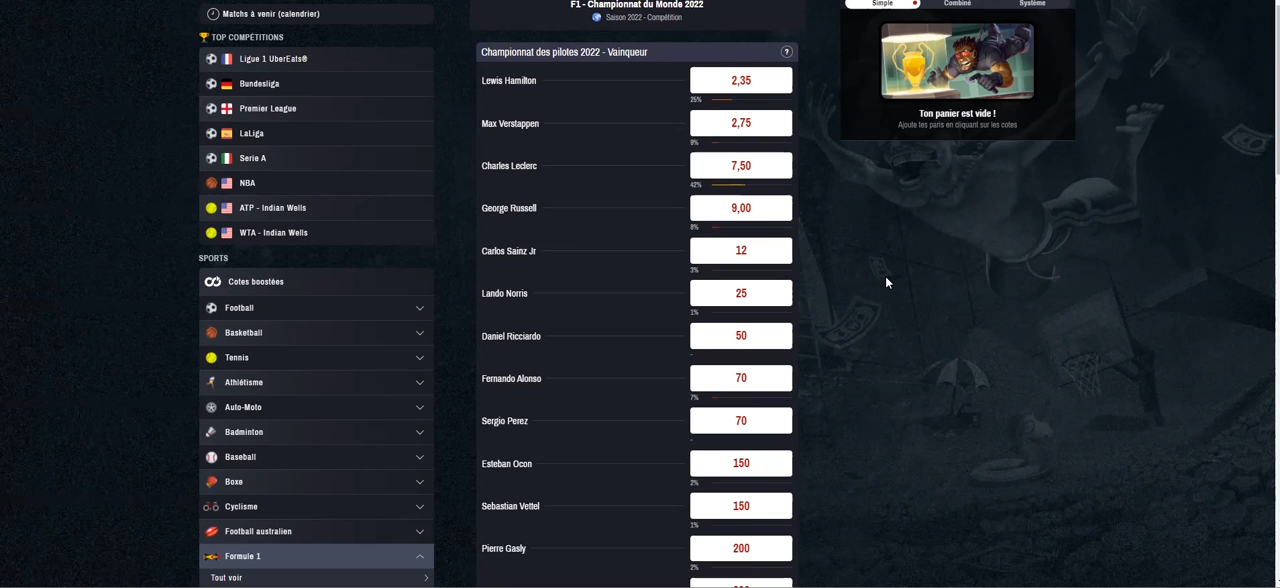 Matchs à venir (calendrier)
TOP COMPÉTITIONS
Ligue 1 UberEats®
Bundesliga
Premier League
LaLiga
Serie A
NBA
ATP - Indian Wells
WTA - Indian Wells
SPORTS
Cotes boostées
Football
Basketball
Tennis
Athlétisme
Auto-Moto
Badminton
Baseball
Boxe
Cyclisme
Football australien
Formule 1
Tout voir
F1 - Championnat du Monde 2022
Saison 2022 - Compétition
Championnat des pilotes 2022 - Vainqueur ?
Lewis Hamilton 2,35
25%
Max Verstappen 2,75
9%
Charles Leclerc 7,50
42%
George Russell 9,00
8%
Carlos Sainz Jr 12
3%
Lando Norris 25
1%
Daniel Ricciardo 50
-
Fernando Alonso 70
7%
Sergio Perez 70
-
Esteban Ocon 150
2%
Sebastian Vettel 150
1%
Pierre Gasly 200
2%
Simple Combiné Système
Ton panier est vide !
Ajoute tes paris en cliquant sur les cotes